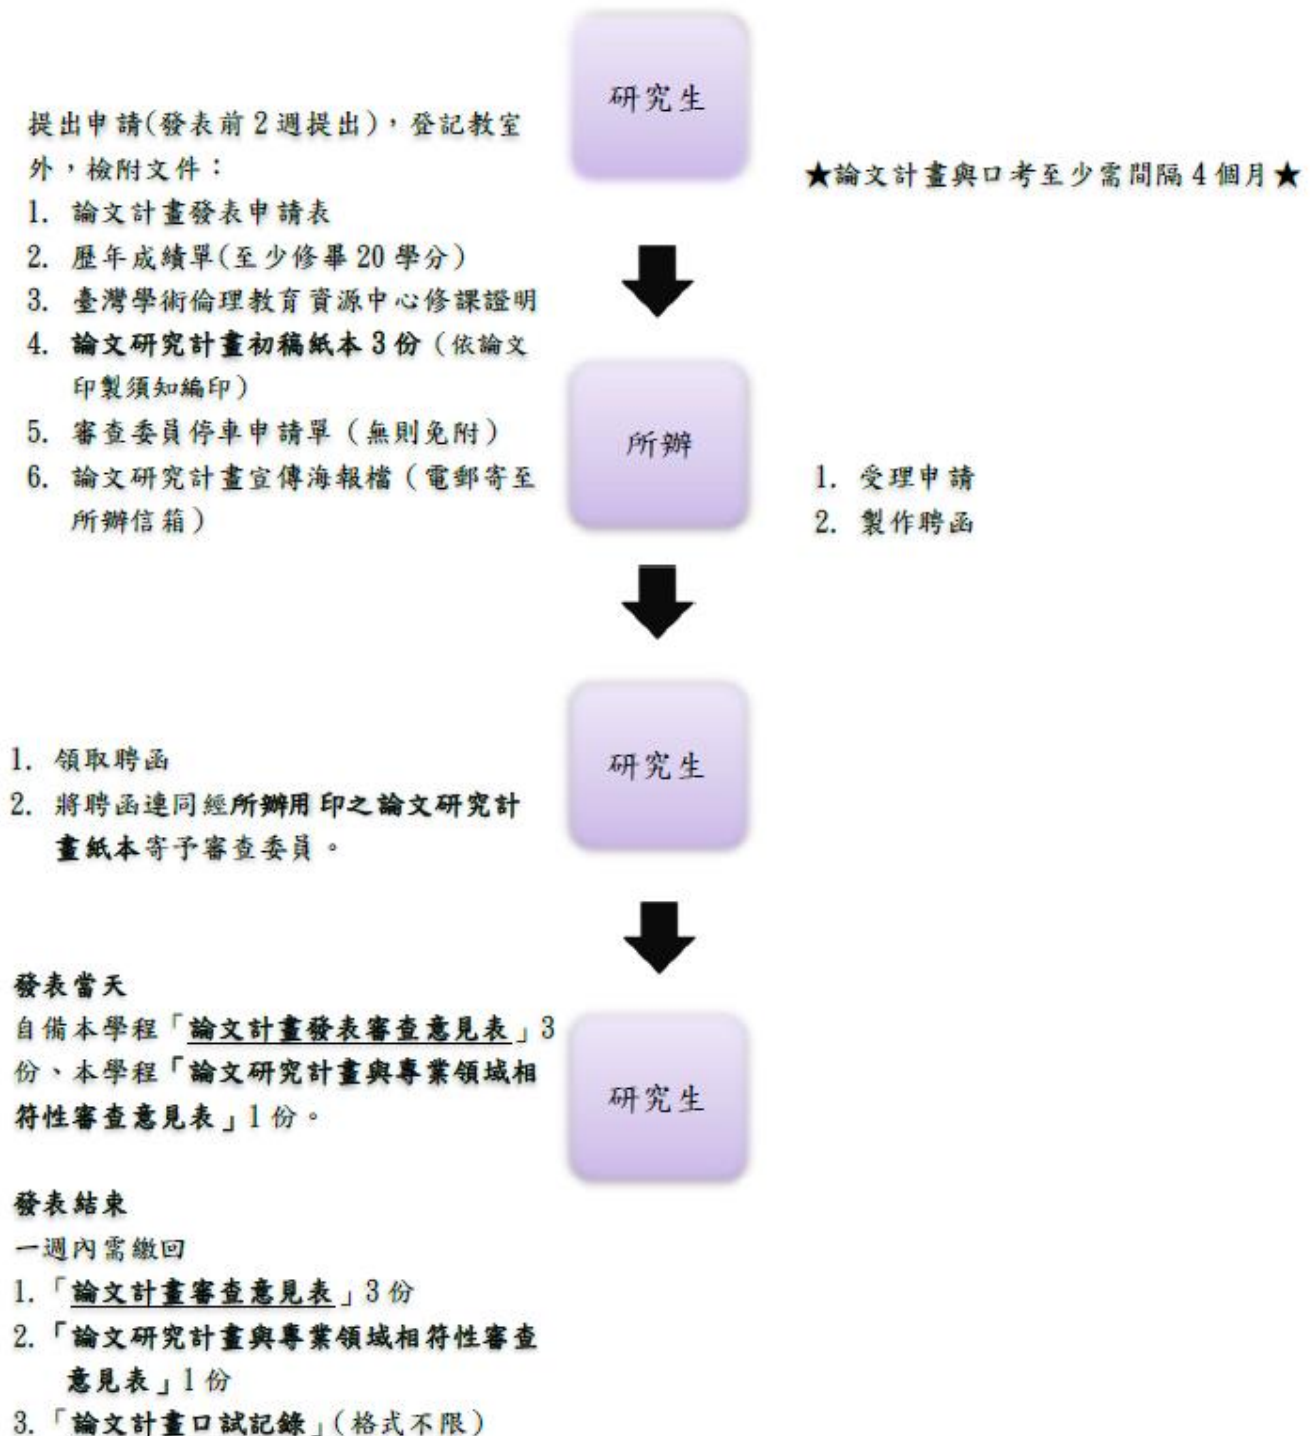 研究生
提出申請(發表前 2 週提出)，登記教室
外，檢附文件：
1. 論文計畫發表申請表
2. 歷年成績單(至少修畢 20 學分)
3. 臺灣學術倫理教育資源中心修課證明
4. 論文研究計畫初稿紙本 3 份（依論文
印製須知編印）
5. 審查委員停車申請單（無則免附）
6. 論文研究計畫宣傳海報檔（電郵寄至
所辦信箱）
★論文計畫與口考至少需間隔 4 個月★
所辦
1. 受理申請
2. 製作聘函
研究生
1. 領取聘函
2. 將聘函連同經所辦用印之論文研究計
畫紙本寄予審查委員。
研究生
發表當天
自備本學程「論文計畫發表審查意見表」3
份、本學程「論文研究計畫與專業領域相
符性審查意見表」1 份。
發表結束
一週內需繳回
1.「論文計畫審查意見表」3 份
2.「論文研究計畫與專業領域相符性審查
意見表」1 份
3.「論文計畫口試記錄」(格式不限)